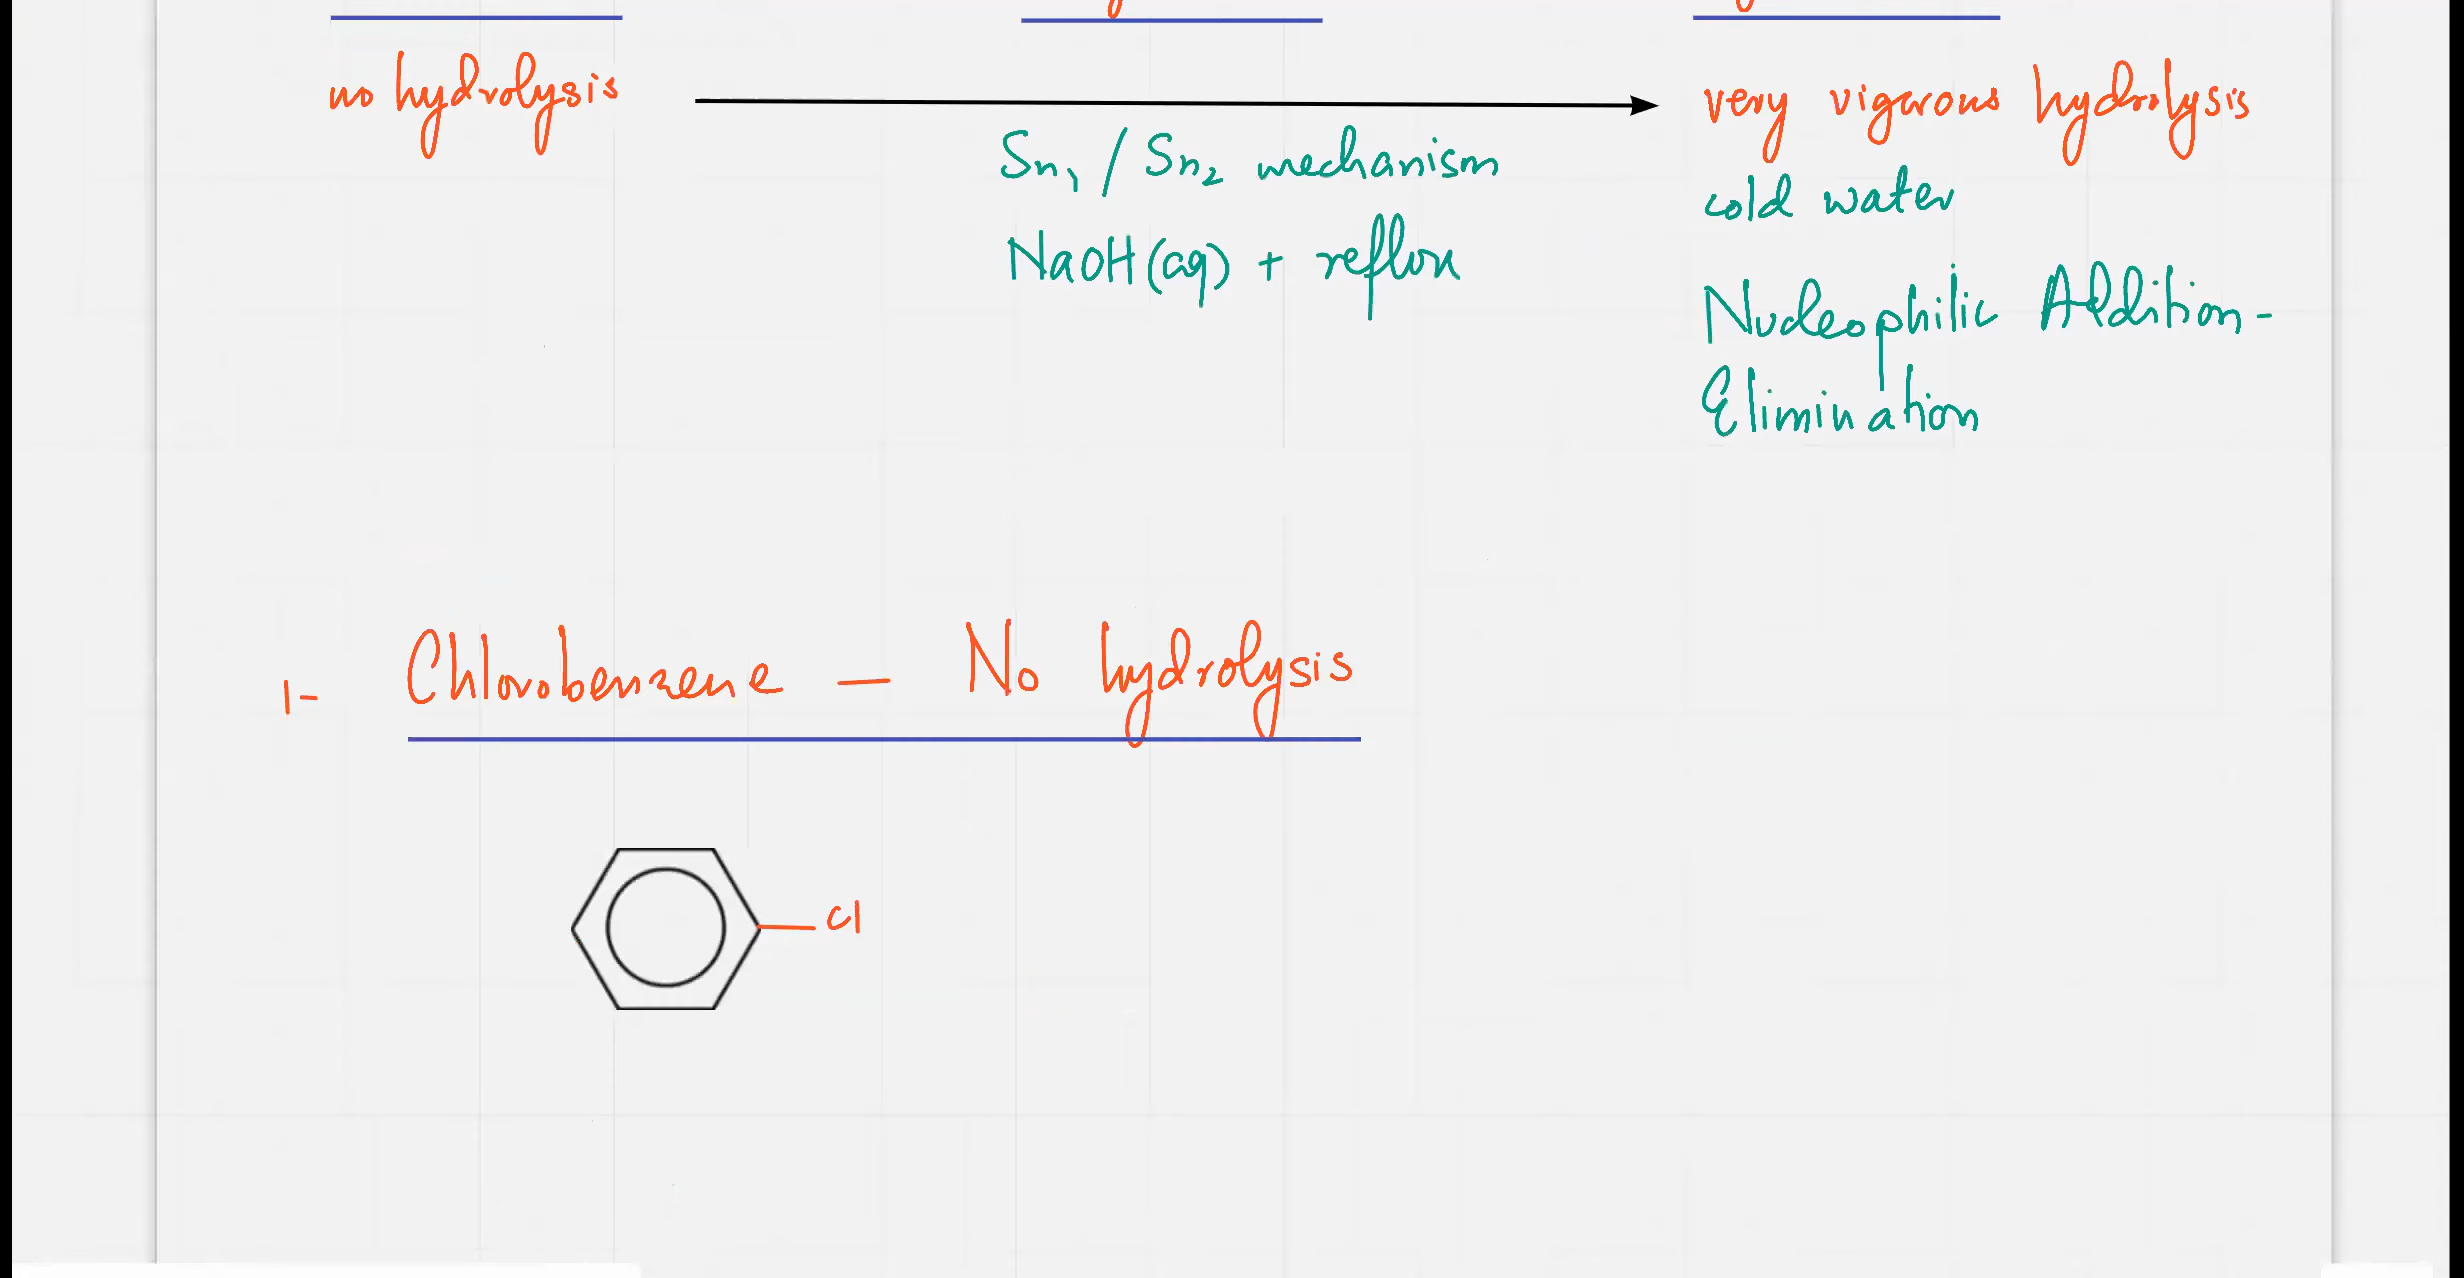 no hydrolysis
very vigorous hydrolysis
Sn1 / Sn2 mechanism
cold water
NaOH(aq) + reflux
Nucleophilic Addition-
Elimination
1- Chlorobenzene — No hydrolysis
Cl